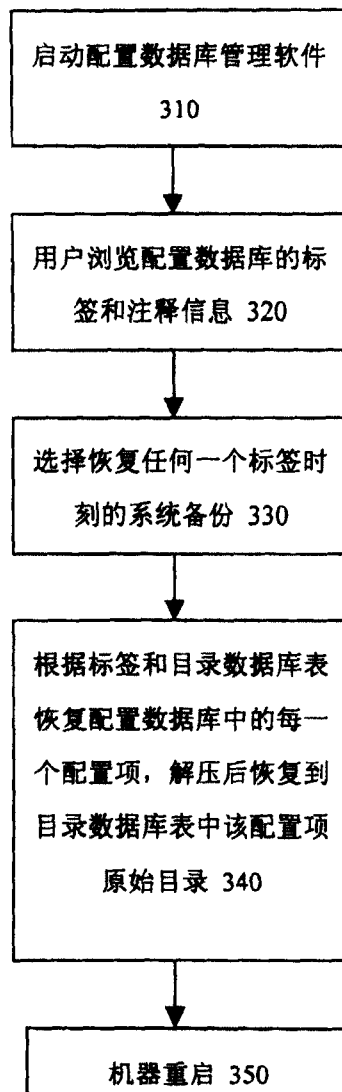 启动配置数据库管理软件
310
用户浏览配置数据库的标
签和注释信息 320
选择恢复任何一个标签时
刻的系统备份 330
根据标签和目录数据库表
恢复配置数据库中的每一
个配置项，解压后恢复到
目录数据库表中该配置项
原始目录 340
机器重启 350